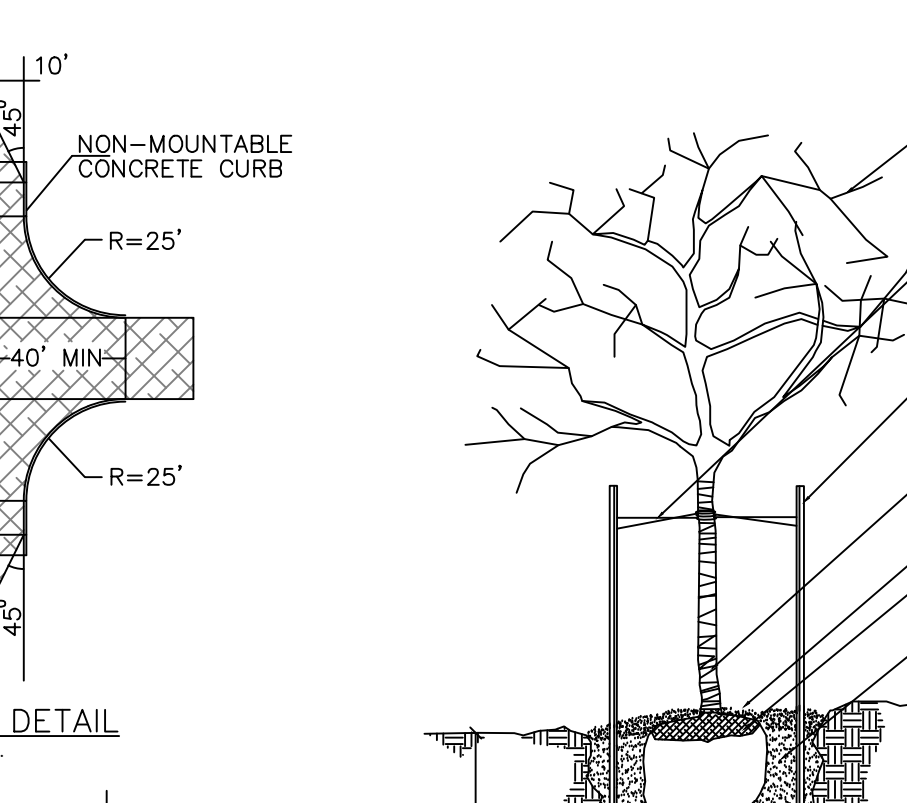 10'
45°
NON-MOUNTABLE
CONCRETE CURB
R=25'
40' MIN
R=25'
45°
DETAIL